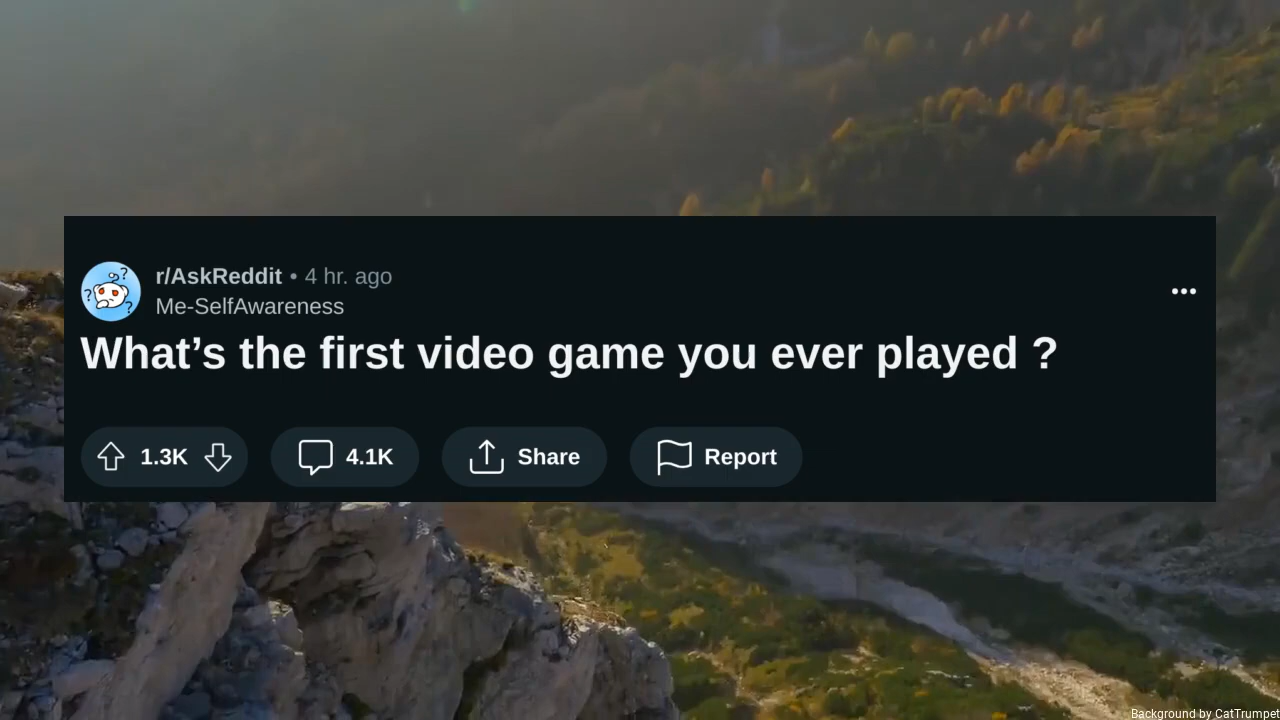 r/AskReddit • 4 hr. ago
Me-SelfAwareness
What’s the first video game you ever played ?
1.3K 4.1K Share Report
Background by CatTrumpet